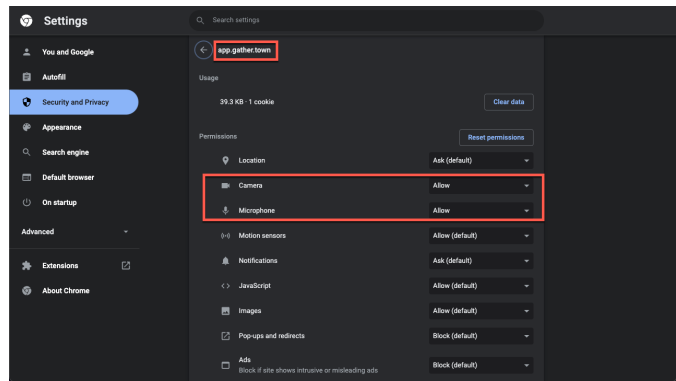 Settings
Search settings
You and Google
Autofill
Security and Privacy
Appearance
Search engine
Default browser
On startup
Advanced
Extensions
About Chrome
app.gather.town
Usage
39.3 KB · 1 cookie
Clear data
Permissions
Reset permissions
Location
Ask (default)
Camera
Allow
Microphone
Allow
Motion sensors
Allow (default)
Notifications
Ask (default)
JavaScript
Allow (default)
Images
Allow (default)
Pop-ups and redirects
Block (default)
Ads
Block if site shows intrusive or misleading ads
Block (default)